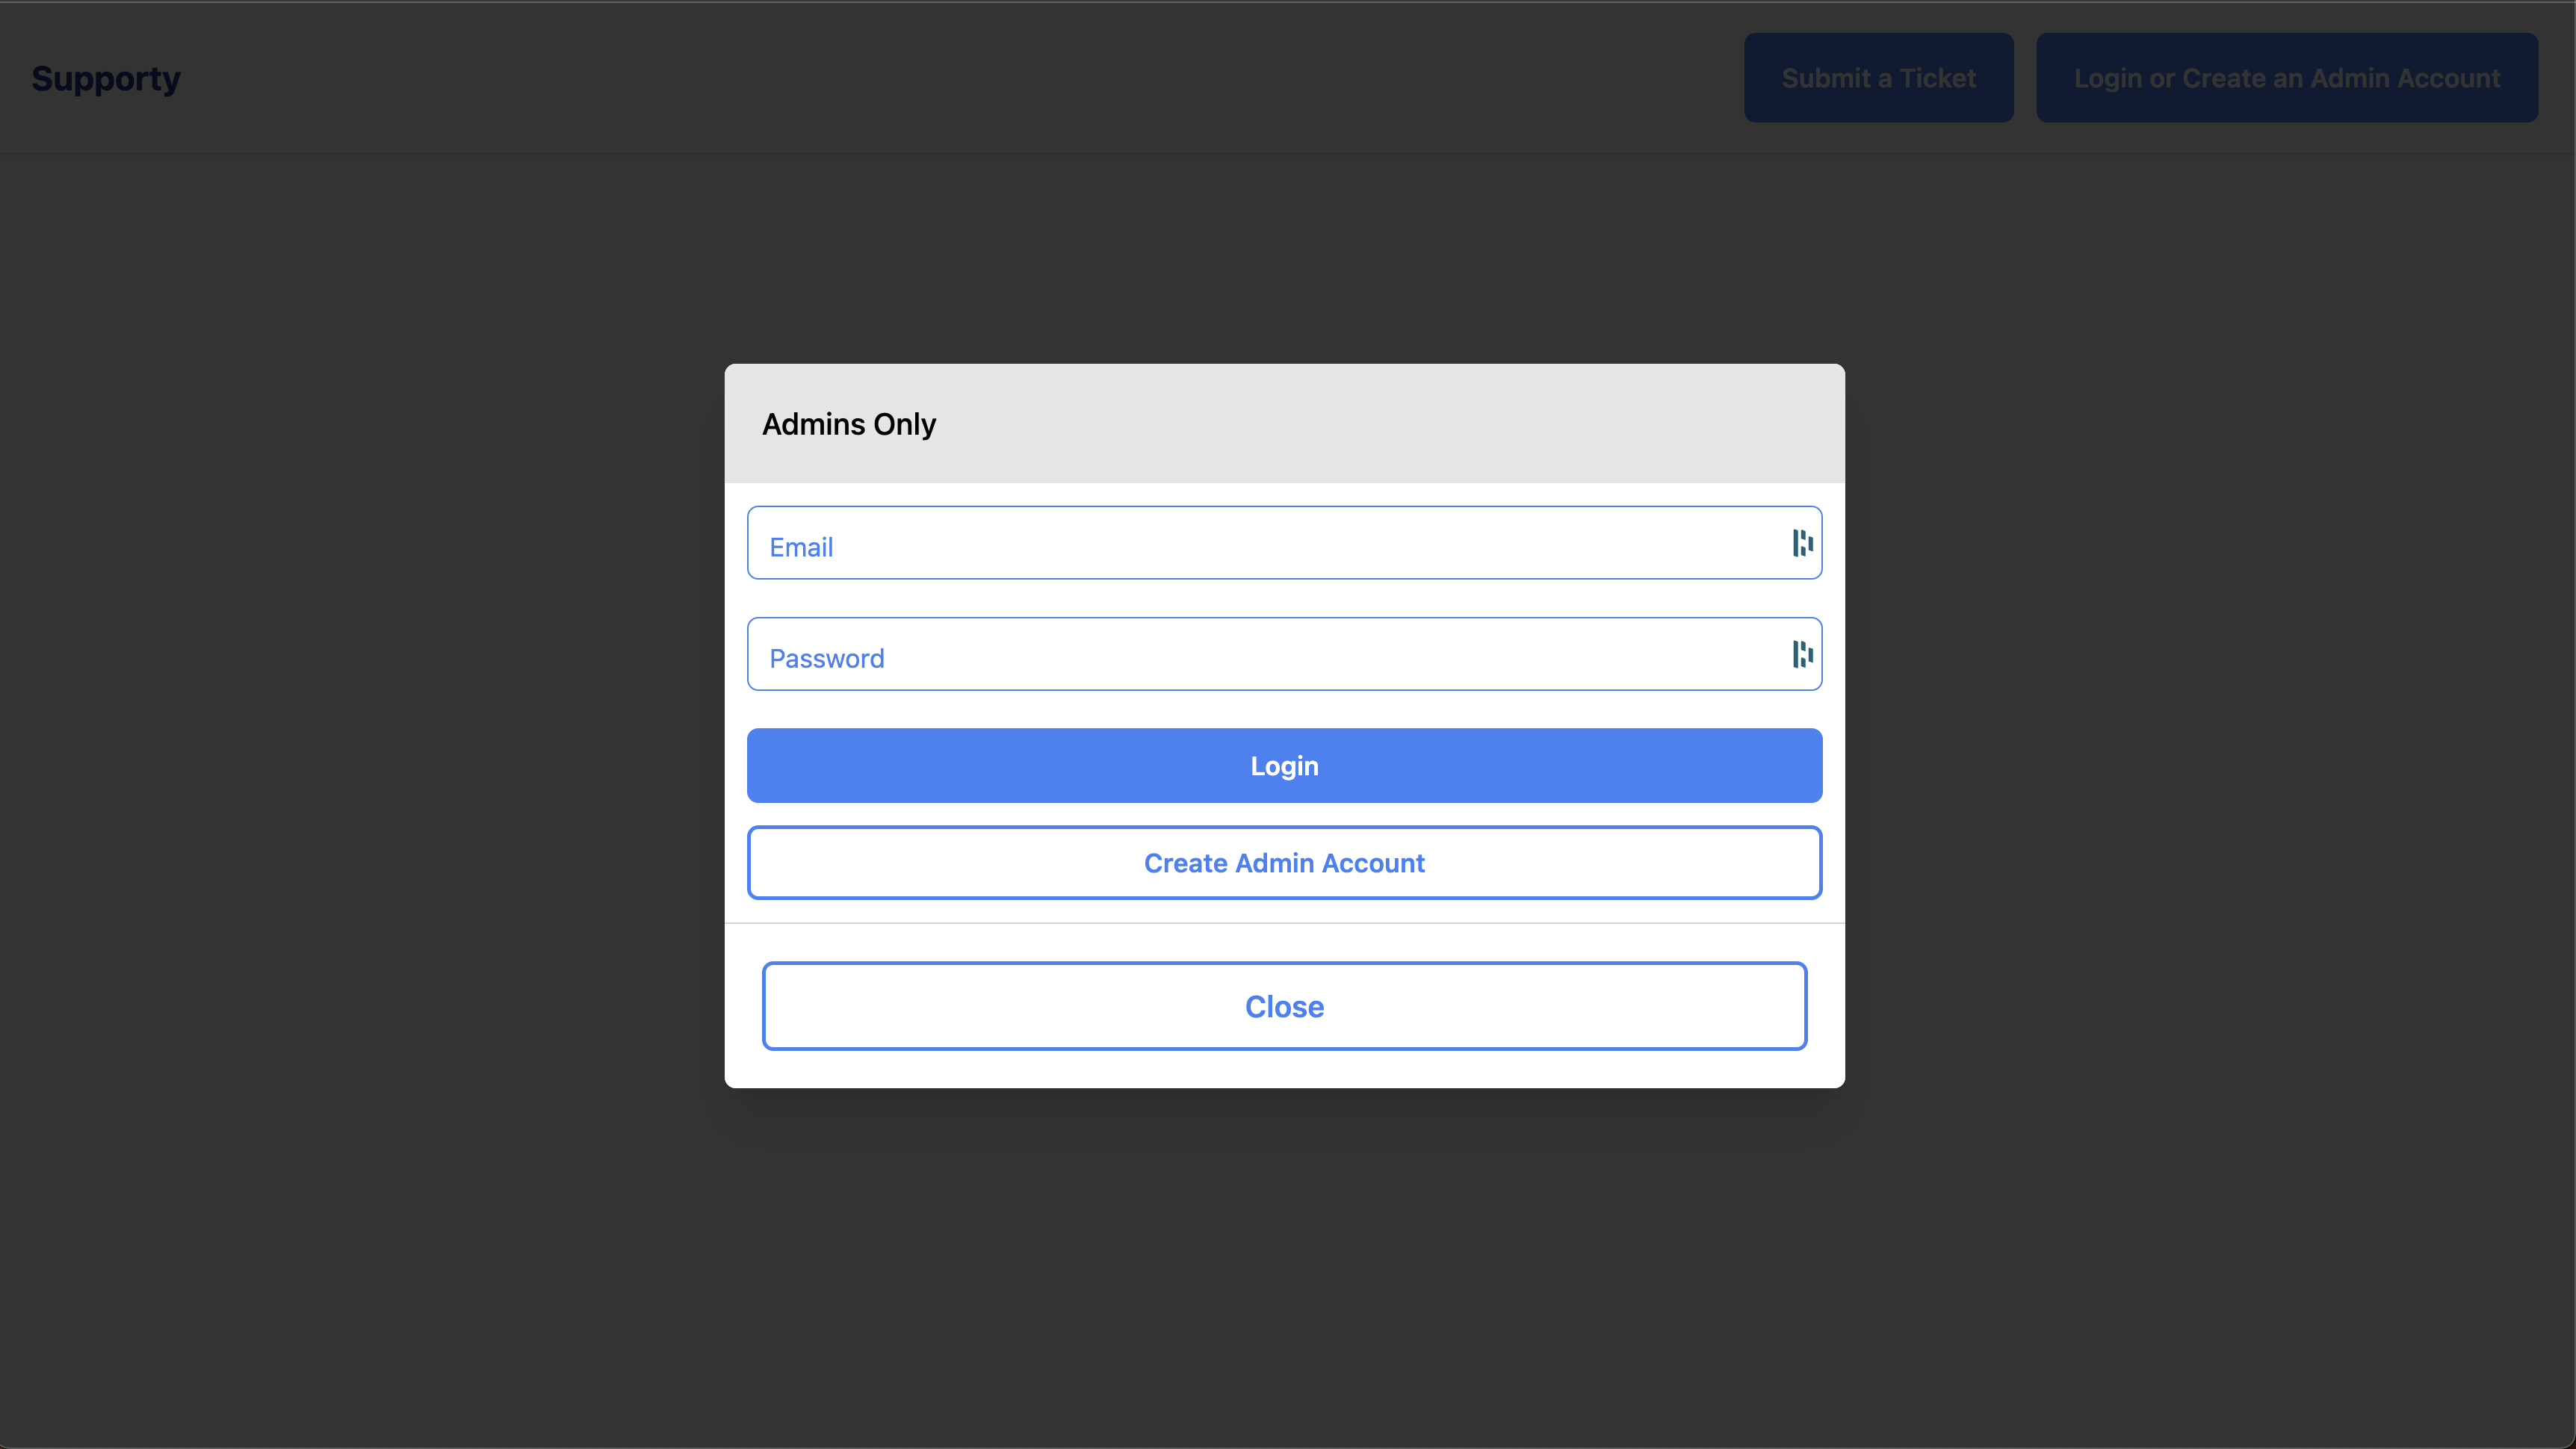 Supporty
Submit a Ticket
Login or Create an Admin Account
Admins Only
Email
Password
Login
Create Admin Account
Close